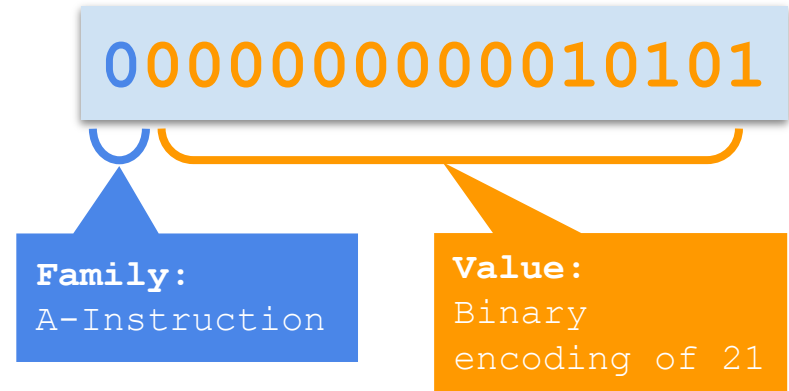 0000000000010101
Family:
A-Instruction
Value:
Binary
encoding of 21